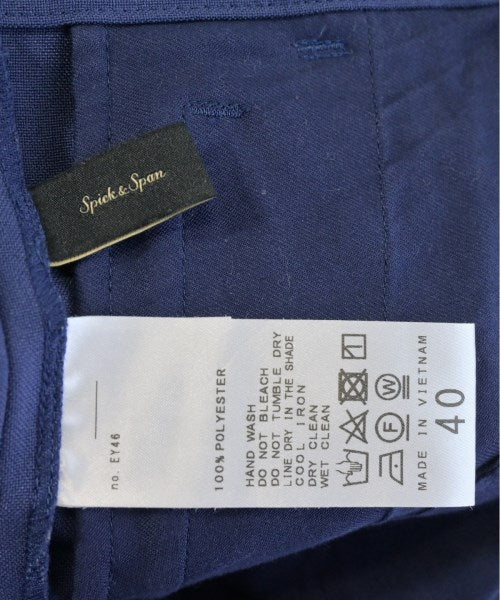 Spick & Span
no. EY46
100% POLYESTER
HAND WASH
DO NOT BLEACH
DO NOT TUMBLE DRY
LINE DRY IN THE SHADE
COOL IRON
DRY CLEAN
WET CLEAN
F W
MADE IN VIETNAM
40